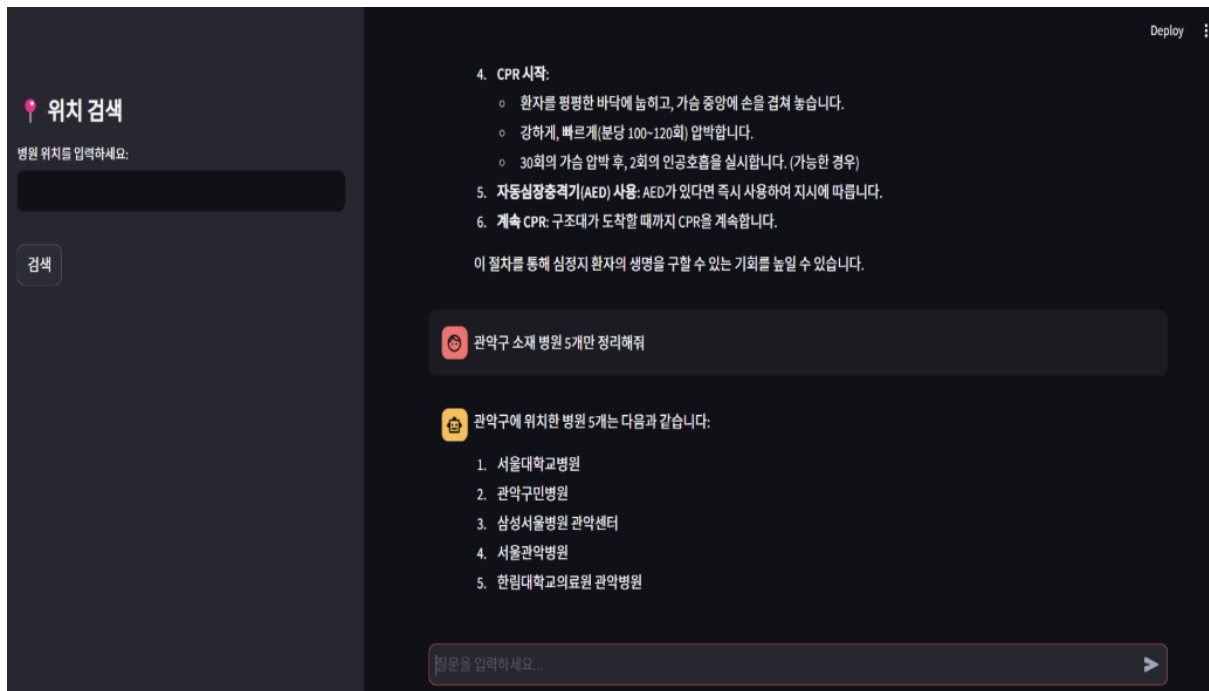 Deploy
위치 검색
병원 위치를 입력하세요:
검색
4. CPR 시작:
환자를 평평한 바닥에 눕히고, 가슴 중앙에 손을 겹쳐 놓습니다.
강하게, 빠르게(분당 100~120회) 압박합니다.
30회의 가슴 압박 후, 2회의 인공호흡을 실시합니다. (가능한 경우)
5. 자동심장충격기(AED) 사용: AED가 있다면 즉시 사용하여 지시에 따릅니다.
6. 계속 CPR: 구조대가 도착할 때까지 CPR을 계속합니다.
이 절차를 통해 심정지 환자의 생명을 구할 수 있는 기회를 높일 수 있습니다.
관악구 소재 병원 5개만 정리해줘
관악구에 위치한 병원 5개는 다음과 같습니다:
1. 서울대학교병원
2. 관악구민병원
3. 삼성서울병원 관악센터
4. 서울관악병원
5. 한림대학교의료원 관악병원
질문을 입력하세요...